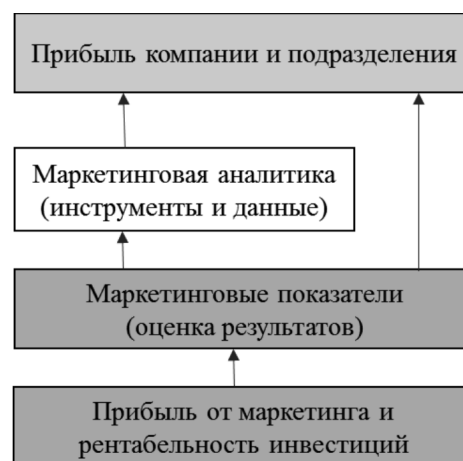 Прибыль компании и подразделения
Маркетинговая аналитика
(инструменты и данные)
Маркетинговые показатели
(оценка результатов)
Прибыль от маркетинга и
рентабельность инвестиций